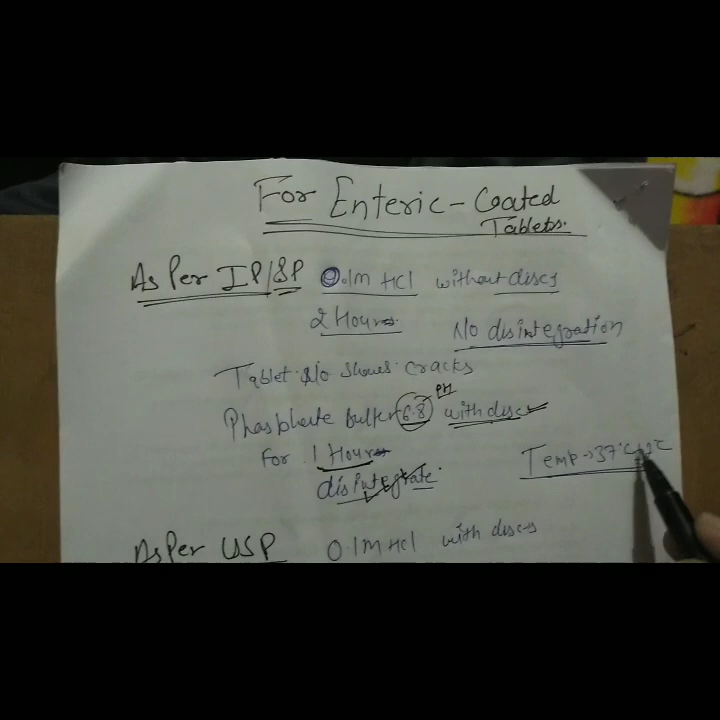 For Enteric-Coated
Tablets.
As Per IP/BP 0.1M HCl without discs
2 Hours. No disintegration
Tablet shows cracks
PH
Phosphate buffer 6.8 with discs
for 1 Hours
disintegrate.
Temp→37°C
As Per USP 0.1M HCl with discs